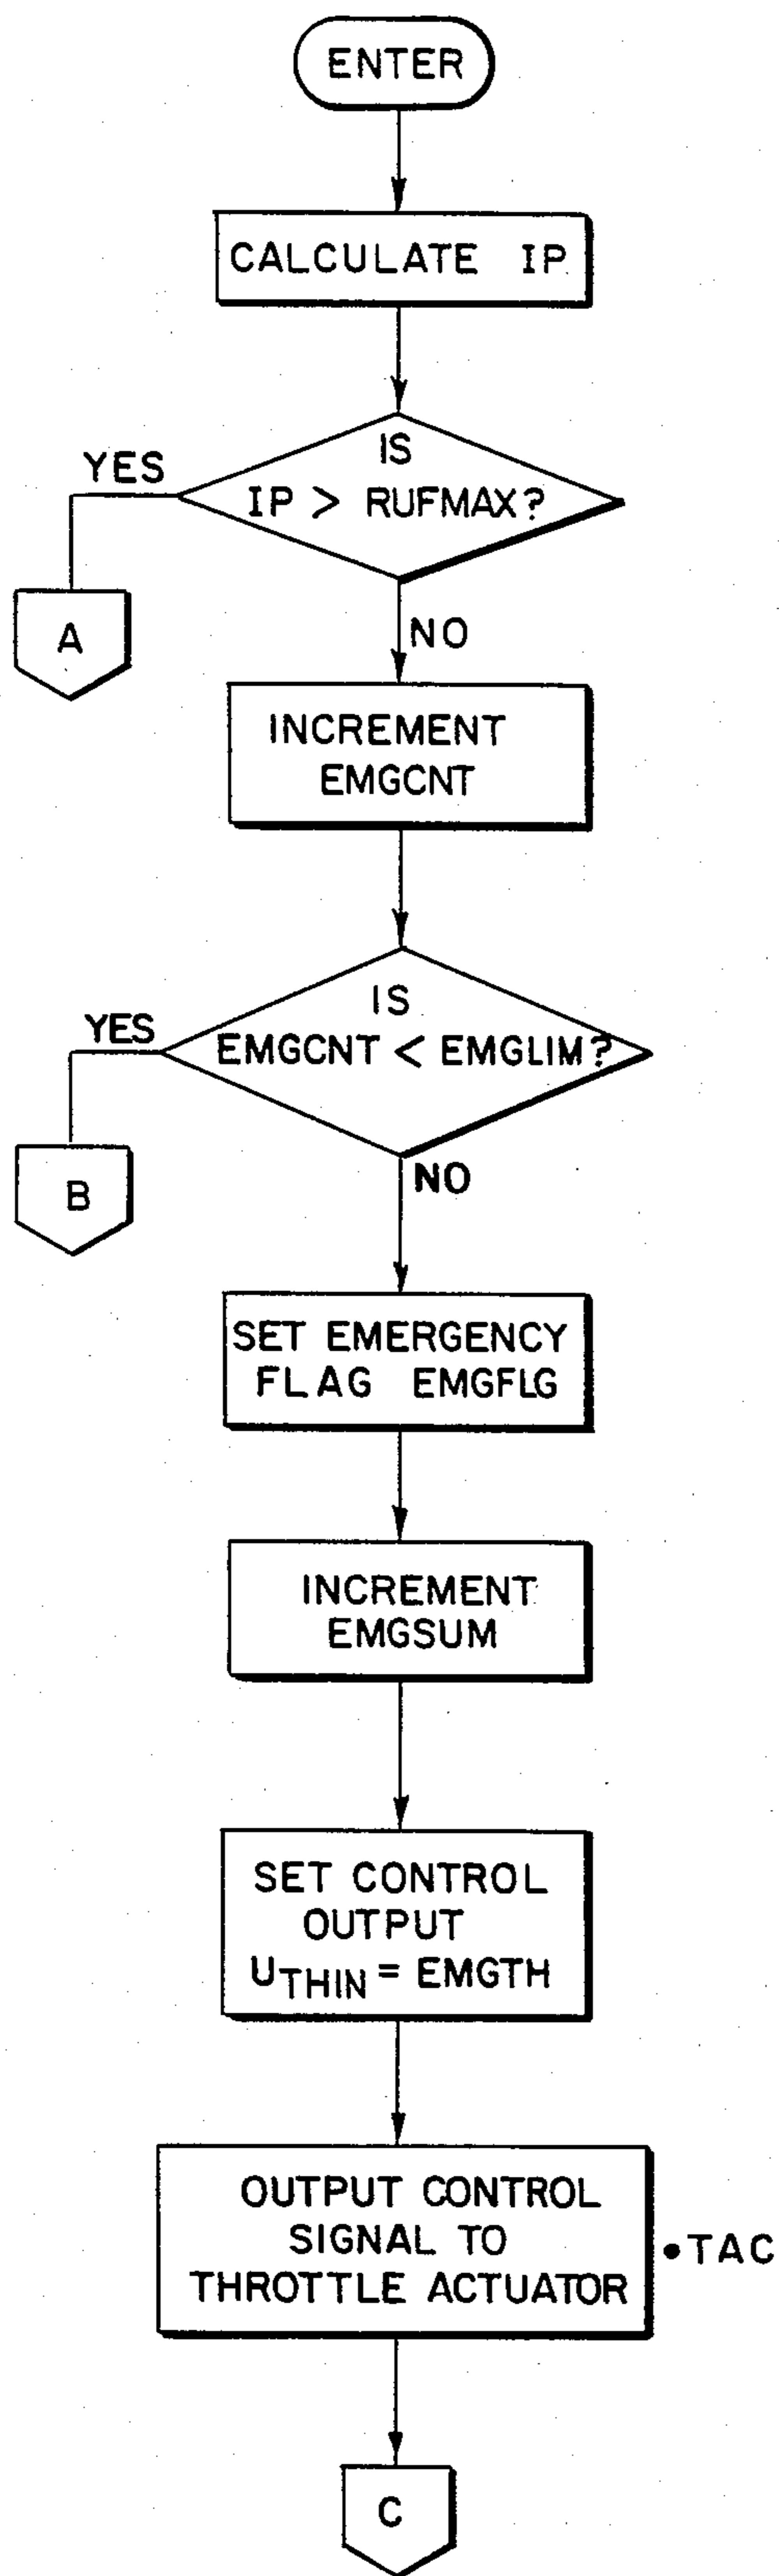 ENTER
CALCULATE IP
IS
IP > RUFMAX?
YES
A
NO
INCREMENT
EMGCNT
IS
EMGCNT < EMGLIM?
YES
B
NO
SET EMERGENCY
FLAG EMGFLG
INCREMENT
EMGSUM
SET CONTROL
OUTPUT
UTHIN = EMGTH
OUTPUT CONTROL
SIGNAL TO
THROTTLE ACTUATOR
•TAC
C